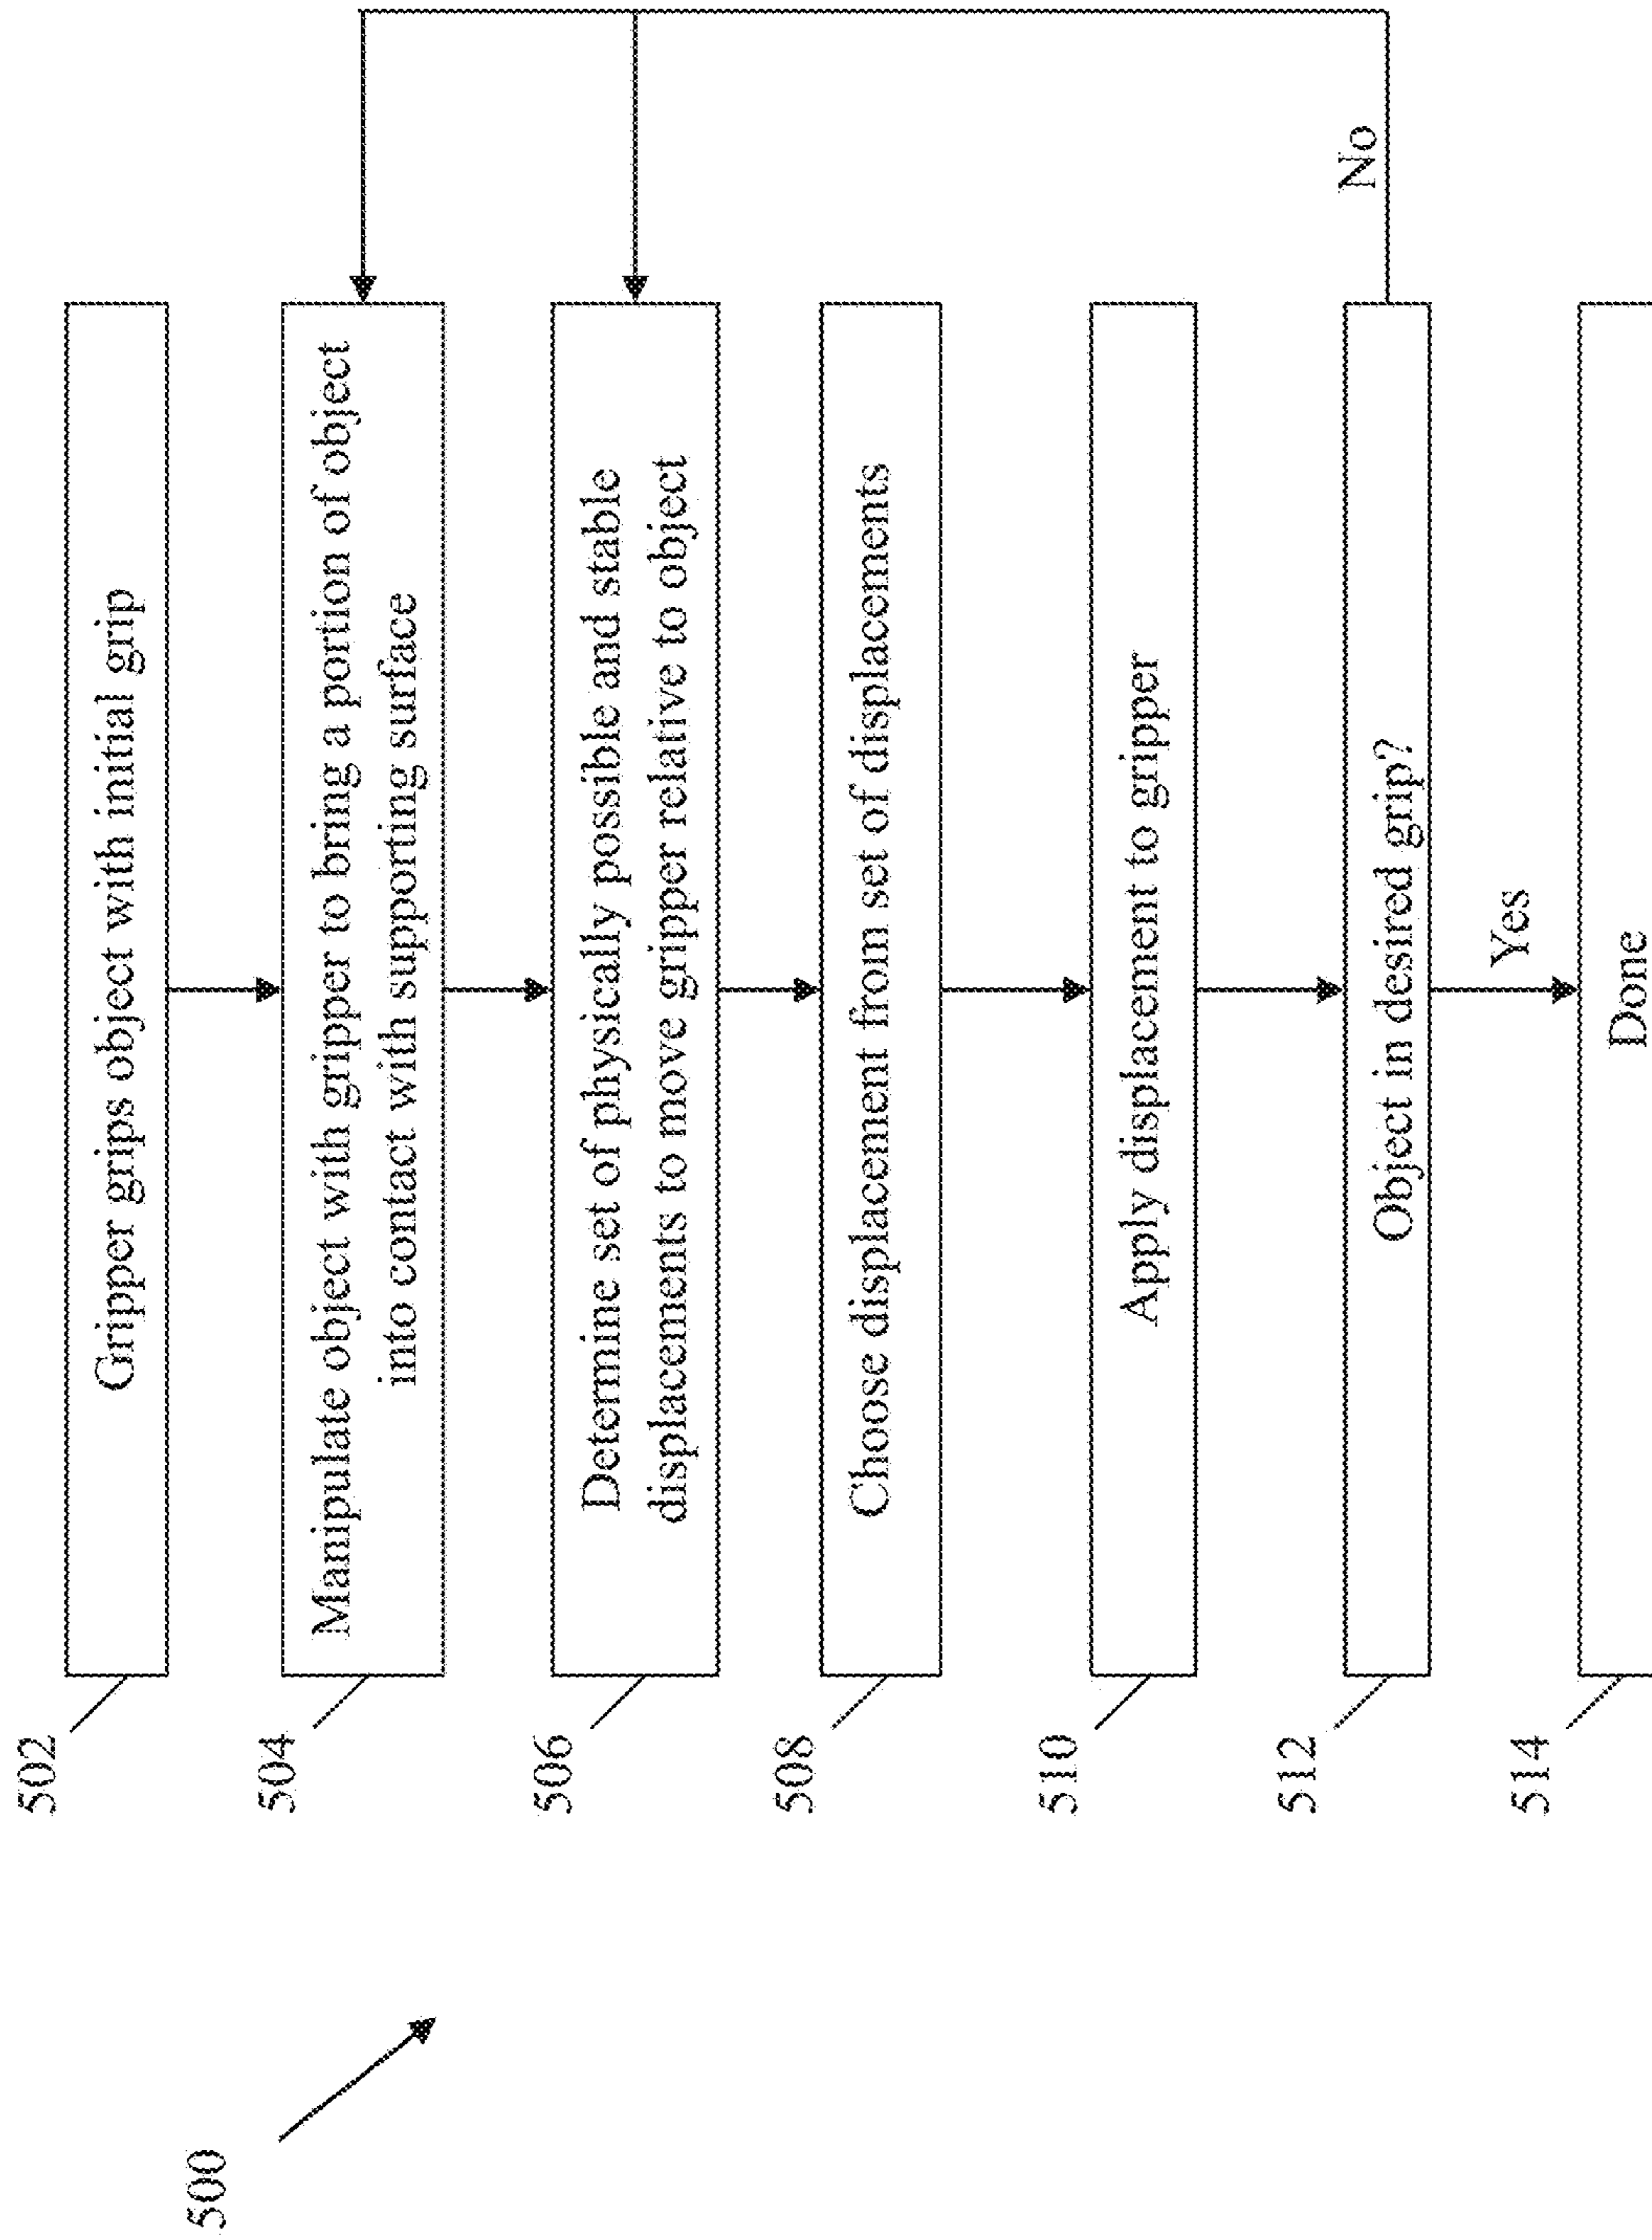 500
502
Gripper grips object with initial grip
504
Manipulate object with gripper to bring a portion of object
into contact with supporting surface
506
Determine set of physically possible and stable
displacements to move gripper relative to object
508
Choose displacement from set of displacements
510
Apply displacement to gripper
512
Object in desired grip?
No
Yes
514
Done